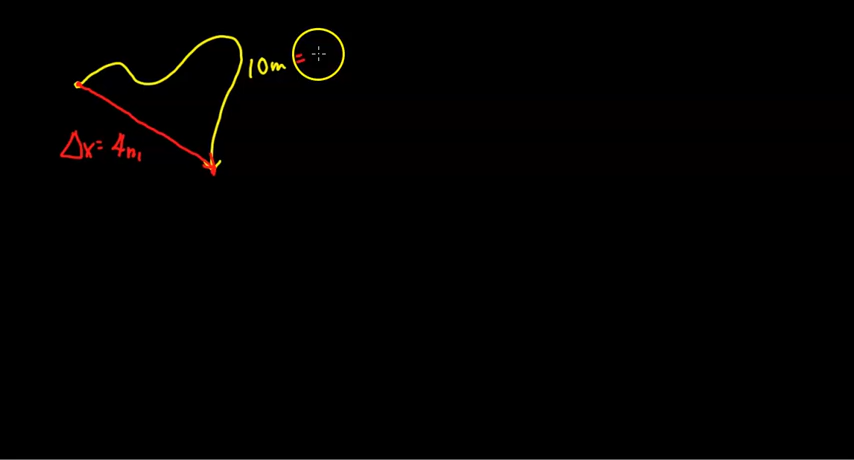 10m =
Δx = 4m